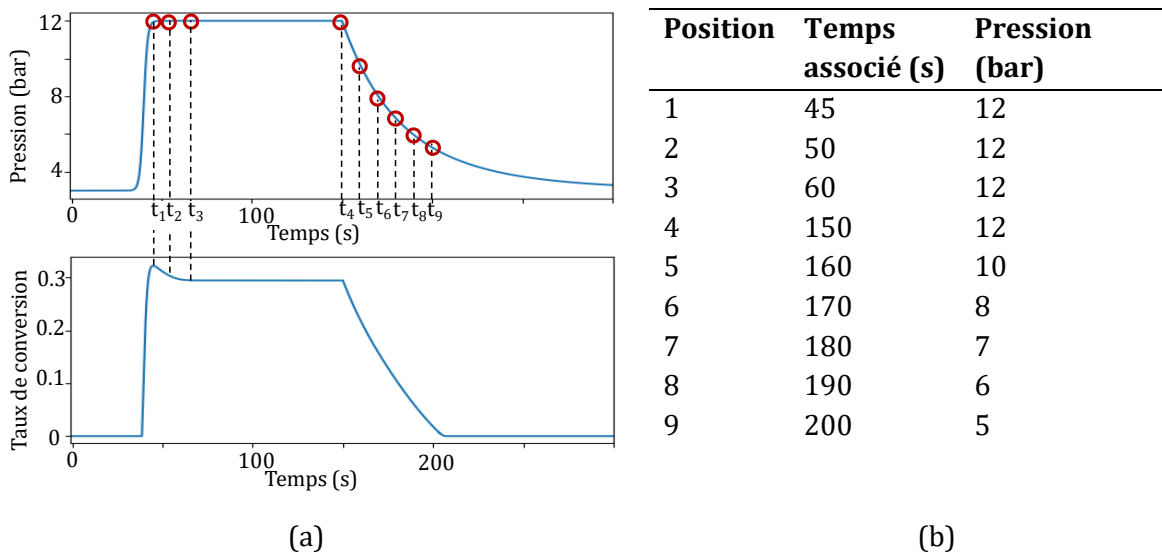 12
8
4
Pression (bar)
0
100
t₁ t₂ t₃ t₄ t₅ t₆ t₇ t₈ t₉
Temps (s)
0.3
0.2
0.1
0
Taux de conversion
0
100
200
Temps (s)
(a)
Position Temps associé (s) Pression (bar)
1 45 12
2 50 12
3 60 12
4 150 12
5 160 10
6 170 8
7 180 7
8 190 6
9 200 5
(b)